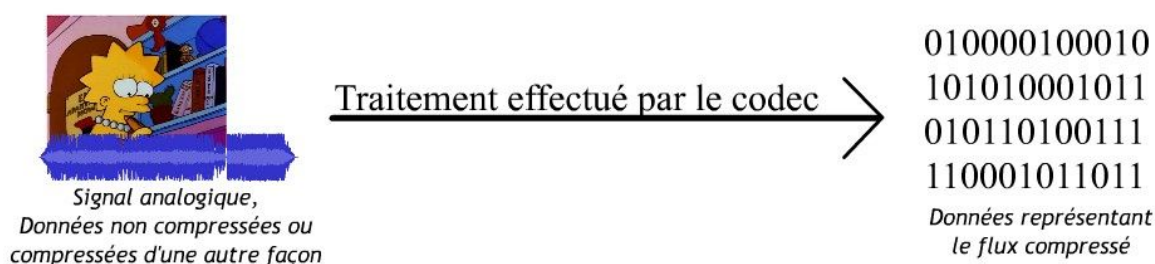 Signal analogique,
Données non compressées ou
compressées d'une autre façon
Traitement effectué par le codec
010000100010
101010001011
010110100111
110001011011
Données représentant
le flux compressé